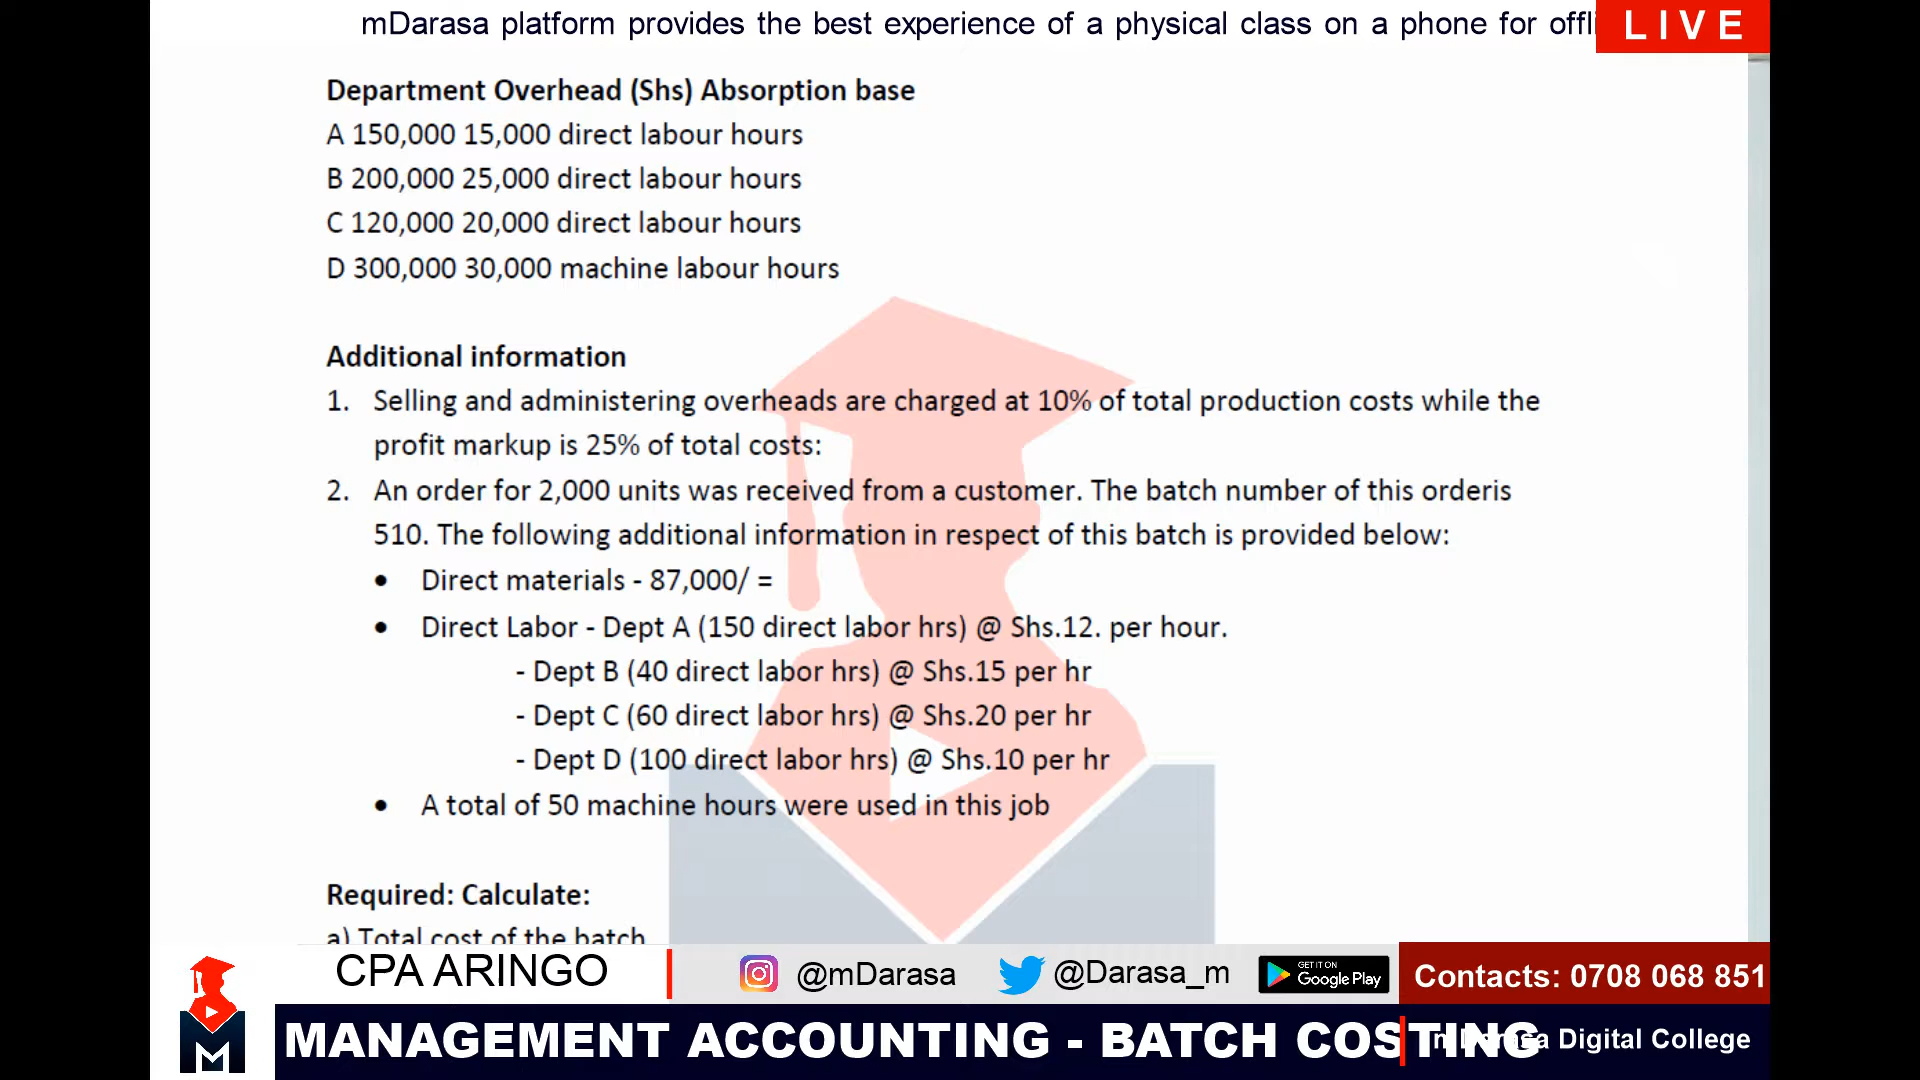 mDarasa platform provides the best experience of a physical class on a phone for offli
LIVE
Department Overhead (Shs) Absorption base
A 150,000 15,000 direct labour hours
B 200,000 25,000 direct labour hours
C 120,000 20,000 direct labour hours
D 300,000 30,000 machine labour hours
Additional information
1. Selling and administering overheads are charged at 10% of total production costs while the
profit markup is 25% of total costs:
2. An order for 2,000 units was received from a customer. The batch number of this orderis
510. The following additional information in respect of this batch is provided below:
• Direct materials - 87,000/ =
• Direct Labor - Dept A (150 direct labor hrs) @ Shs.12. per hour.
- Dept B (40 direct labor hrs) @ Shs.15 per hr
- Dept C (60 direct labor hrs) @ Shs.20 per hr
- Dept D (100 direct labor hrs) @ Shs.10 per hr
• A total of 50 machine hours were used in this job
Required: Calculate:
a) Total cost of the batch
CPA ARINGO
@mDarasa
@Darasa_m
GET IT ON
Google Play
Contacts: 0708 068 851
MANAGEMENT ACCOUNTING - BATCH COSTING
Digital College